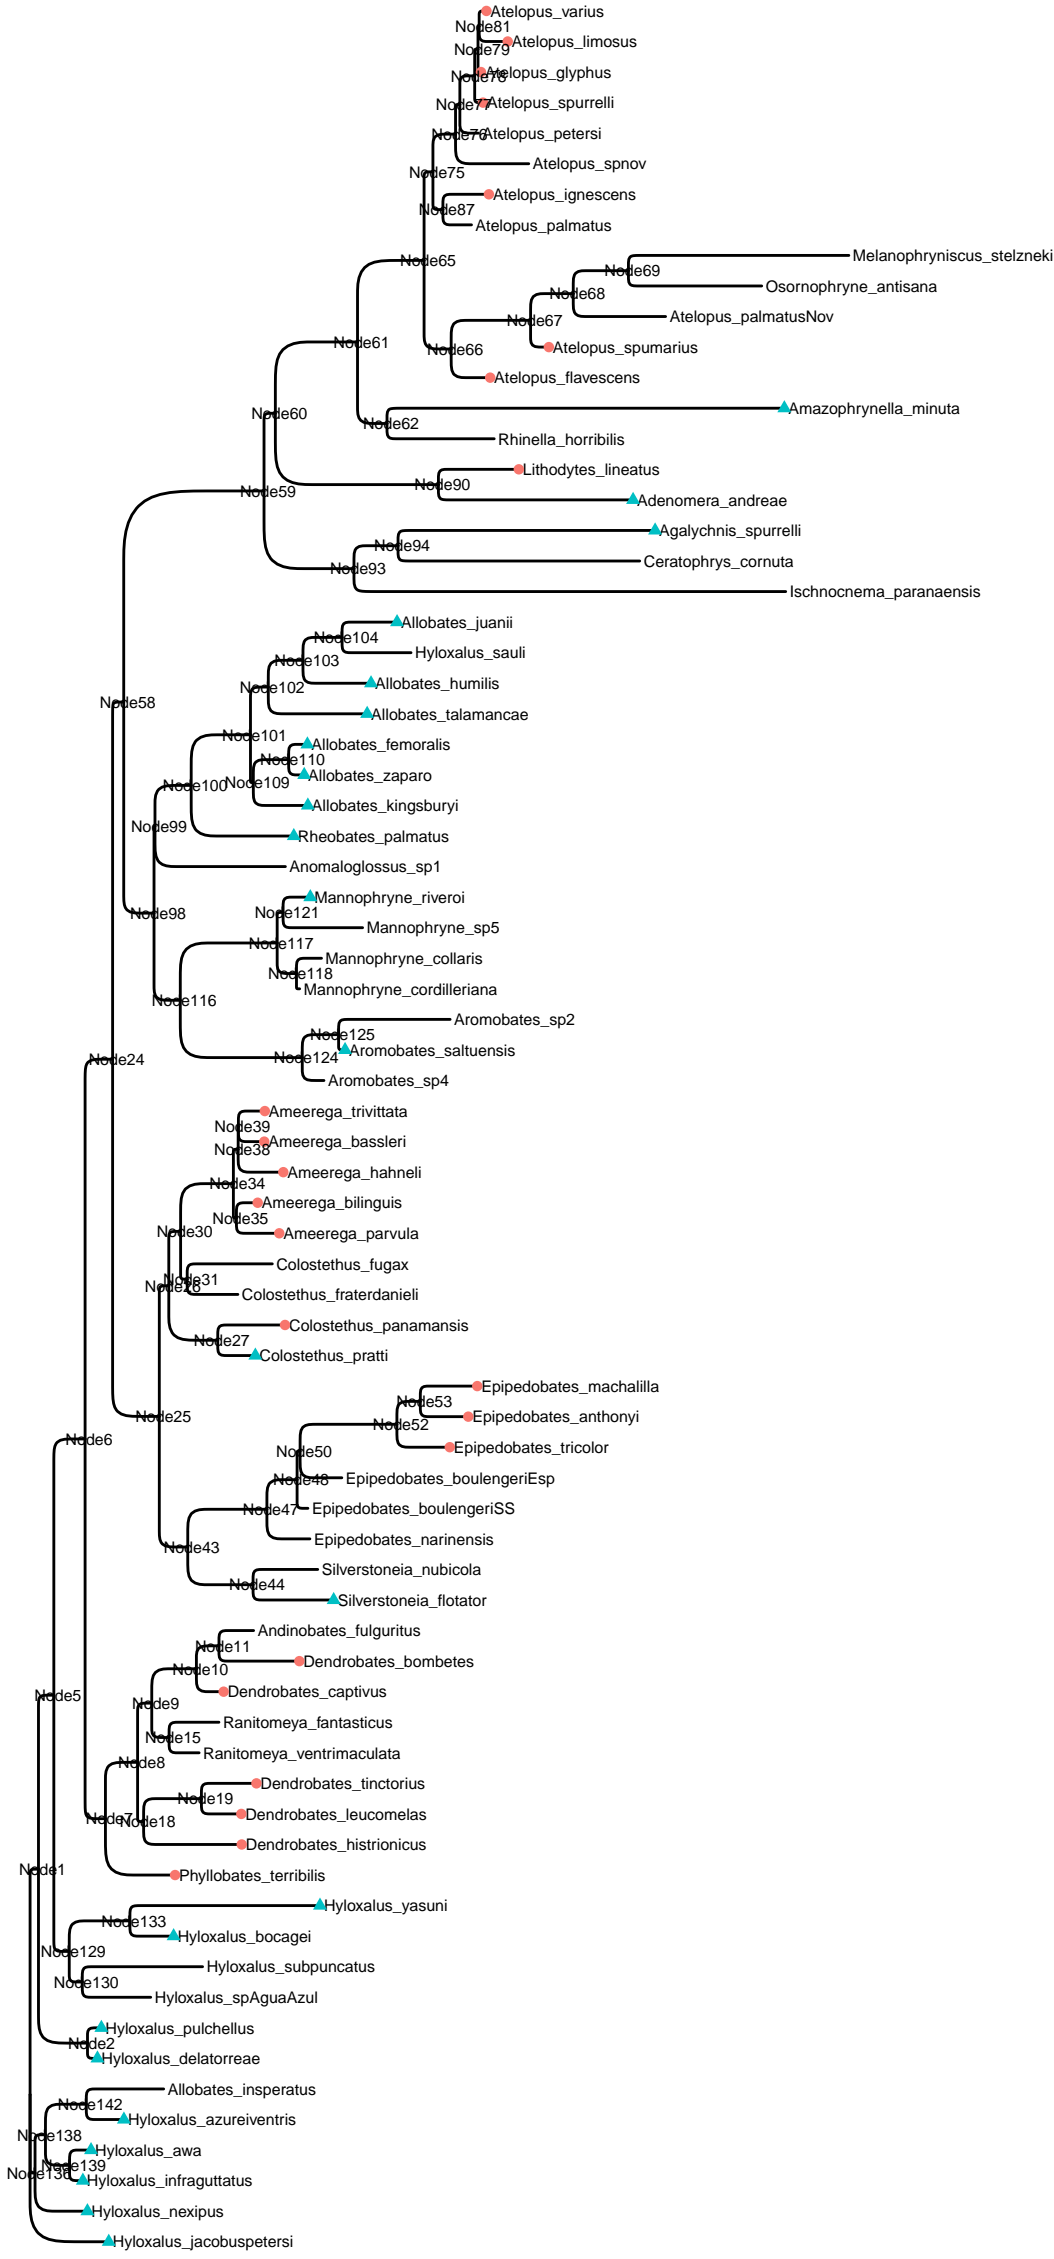 Atelopus_varius
Node81
Atelopus_limosus
Node79
Atelopus_glyphus
Node78
Atelopus_spurrelli
Node77
Atelopus_petersi
Node76
Atelopus_spnov
Node75
Atelopus_ignescens
Node87
Atelopus_palmatus
Melanophryniscus_stelzneki
Node65
Node69
Osornophryne_antisana
Node68
Atelopus_palmatusNov
Node67
Node61
Atelopus_spumarius
Node66
Atelopus_flavescens
Amazophrynella_minuta
Node60
Node62
Rhinella_horribilis
Lithodytes_lineatus
Node90
Node59
Adenomera_andreae
Agalychnis_spurrelli
Node94
Ceratophrys_cornuta
Node93
Ischnocnema_paranaensis
Allobates_juanii
Node104
Hyloxalus_sauli
Node103
Allobates_humilis
Node102
Node58
Allobates_talamancae
Node101
Allobates_femoralis
Node110
Allobates_zaparo
Node109
Node100
Allobates_kingsburyi
Node99
Rheobates_palmatus
Anomaloglossus_sp1
Mannophryne_riveroi
Node121
Node98
Mannophryne_sp5
Node117
Mannophryne_collaris
Node118
Mannophryne_cordilleriana
Node116
Aromobates_sp2
Node125
Aromobates_saltuensis
Node124
Node24
Aromobates_sp4
Ameerega_trivittata
Node39
Ameerega_bassleri
Node38
Ameerega_hahneli
Node34
Ameerega_bilinguis
Node35
Node30
Ameerega_parvula
Colostethus_fugax
Node31
Node26
Colostethus_fraterdanieli
Colostethus_panamansis
Node27
Colostethus_pratti
Epipedobates_machalilla
Node53
Node25
Epipedobates_anthonyi
Node52
Node6
Epipedobates_tricolor
Node50
Node48
Epipedobates_boulengeriEsp
Node47
Epipedobates_boulengeriSS
Epipedobates_narinensis
Node43
Silverstoneia_nubicola
Node44
Silverstoneia_flotator
Andinobates_fulguritus
Node11
Dendrobates_bombetes
Node10
Node5
Dendrobates_captivus
Node9
Ranitomeya_fantasticus
Node15
Ranitomeya_ventrimaculata
Node8
Dendrobates_tinctorius
Node19
Dendrobates_leucomelas
Node7
Node18
Dendrobates_histrionicus
Node1
Phyllobates_terribilis
Hyloxalus_yasuni
Node133
Hyloxalus_bocagei
Node129
Hyloxalus_subpuncatus
Node130
Hyloxalus_spAguaAzul
Hyloxalus_pulchellus
Node2
Hyloxalus_delatorreae
Allobates_insperatus
Node142
Hyloxalus_azureiventris
Node138
Hyloxalus_awa
Node139
Node136
Hyloxalus_infraguttatus
Hyloxalus_nexipus
Hyloxalus_jacobuspetersi